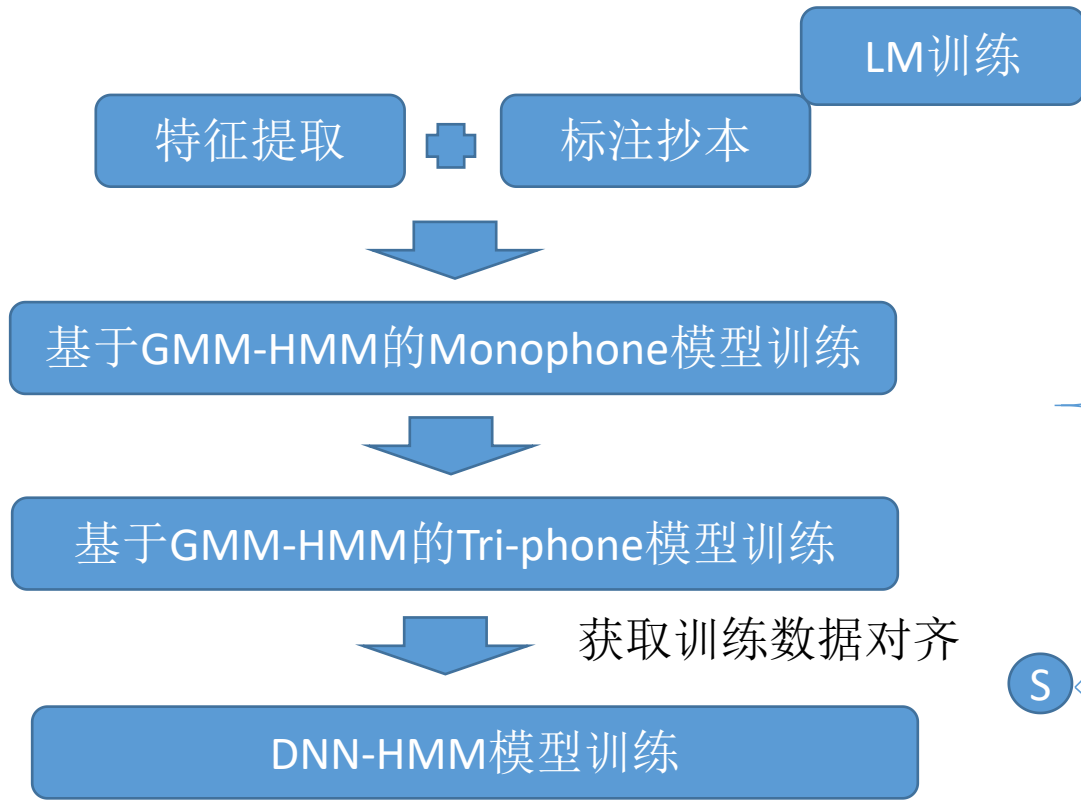 LM训练
特征提取
标注抄本
基于GMM-HMM的Monophone模型训练
基于GMM-HMM的Tri-phone模型训练
获取训练数据对齐
S
DNN-HMM模型训练